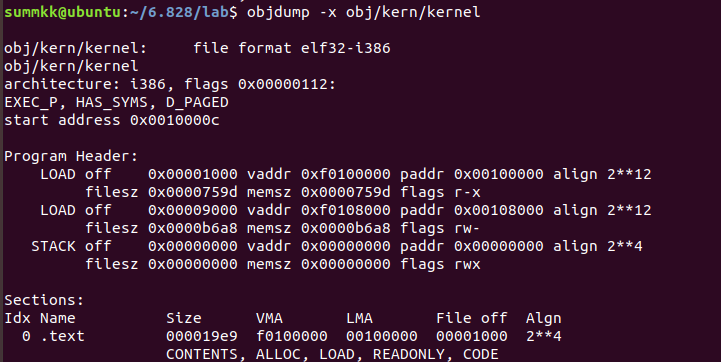 summkk@ubuntu:~/6.828/lab$ objdump -x obj/kern/kernel
obj/kern/kernel:     file format elf32-i386
obj/kern/kernel
architecture: i386, flags 0x00000112:
EXEC_P, HAS_SYMS, D_PAGED
start address 0x0010000c
Program Header:
    LOAD off    0x00001000 vaddr 0xf0100000 paddr 0x00100000 align 2**12
         filesz 0x0000759d memsz 0x0000759d flags r-x
    LOAD off    0x00009000 vaddr 0xf0108000 paddr 0x00108000 align 2**12
         filesz 0x0000b6a8 memsz 0x0000b6a8 flags rw-
   STACK off    0x00000000 vaddr 0x00000000 paddr 0x00000000 align 2**4
         filesz 0x00000000 memsz 0x00000000 flags rwx
Sections:
Idx Name          Size      VMA       LMA       File off  Algn
  0 .text         000019e9  f0100000  00100000  00001000  2**4
                  CONTENTS, ALLOC, LOAD, READONLY, CODE